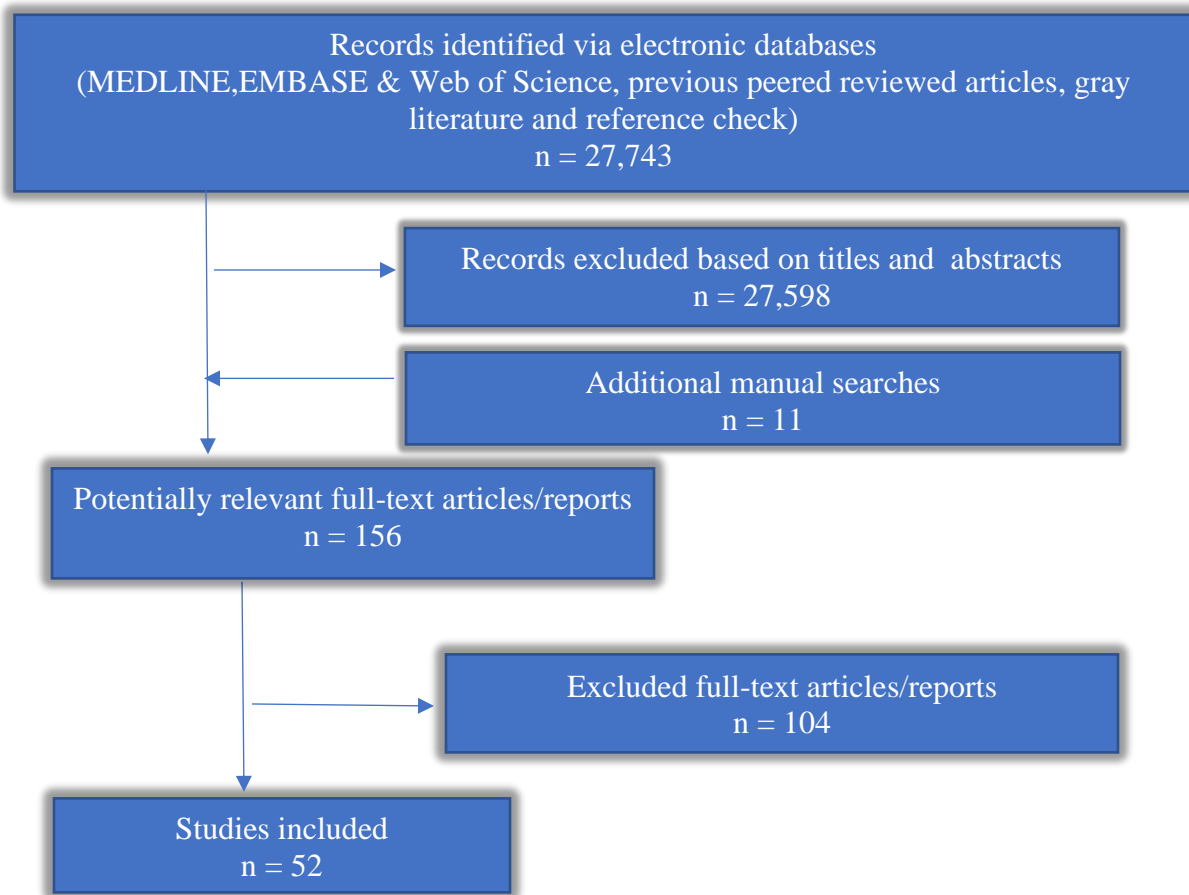 Records identified via electronic databases
(MEDLINE,EMBASE & Web of Science, previous peered reviewed articles, gray
literature and reference check)
n = 27,743
Records excluded based on titles and  abstracts
n = 27,598
Additional manual searches
n = 11
Potentially relevant full-text articles/reports
n = 156
Excluded full-text articles/reports
n = 104
Studies included
n = 52